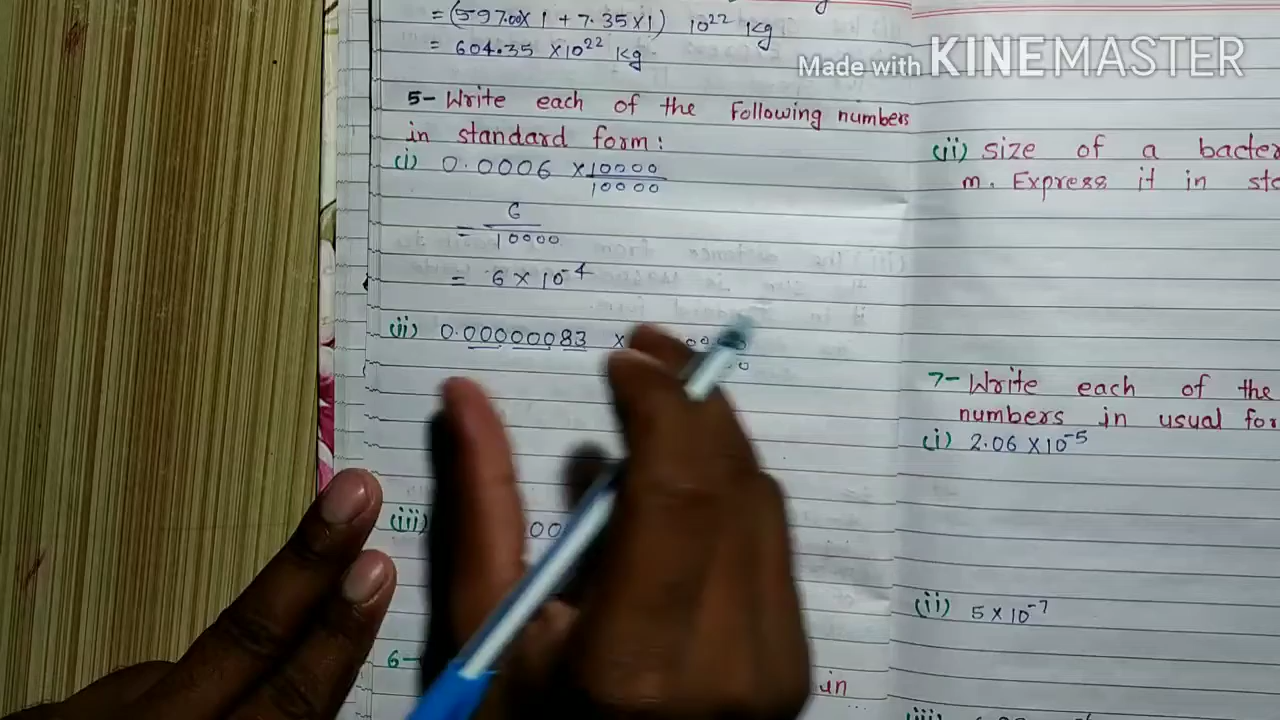 = (597.00 × 1 + 7.35 × 1) 10²² kg
= 604.35 × 10²² kg
Made with KINEMASTER
5- Write each of the following numbers
in standard form:
(i) 0.0006 × 10000
10000
= 6
10000
= 6 × 10⁻⁴
(ii) 0.00000083 ×
(iii)
6-
in
(ii) size of a
m. Express it in
7- Write each of the
numbers in usual
(i) 2.06 × 10⁻⁵
(ii) 5 × 10⁻⁷
(iii)